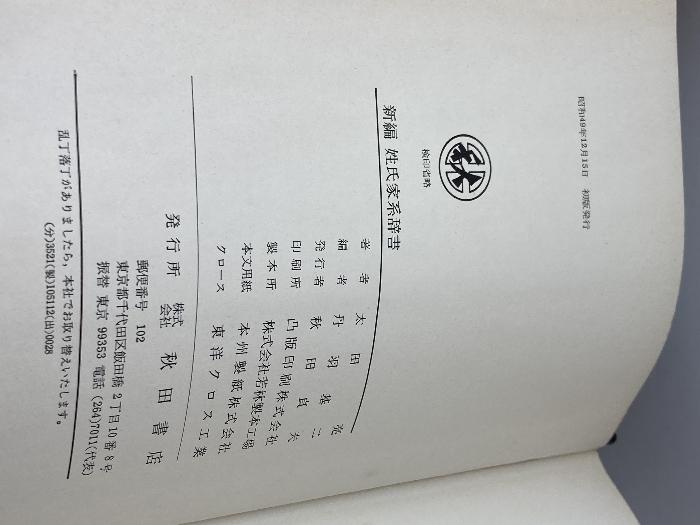 昭和49年12月15日　初版発行
秋
検印省略
新編 姓氏家系辞書
著者 太田亮
編者 丹羽基二
発行者 秋田貞夫
印刷所 凸版印刷株式会社
製本所 株式会社若林製本工場
本文用紙 本州製紙株式会社
クロース 東洋クロス工業
発行所 株式会社 秋田書店
郵便番号 102
東京都千代田区飯田橋2丁目10番8号
振替 東京 99353 電話 (264)7011(代表)
乱丁落丁がありましたら，本社でお取り替えいたします。
(分)3521(製)105112(出)0028